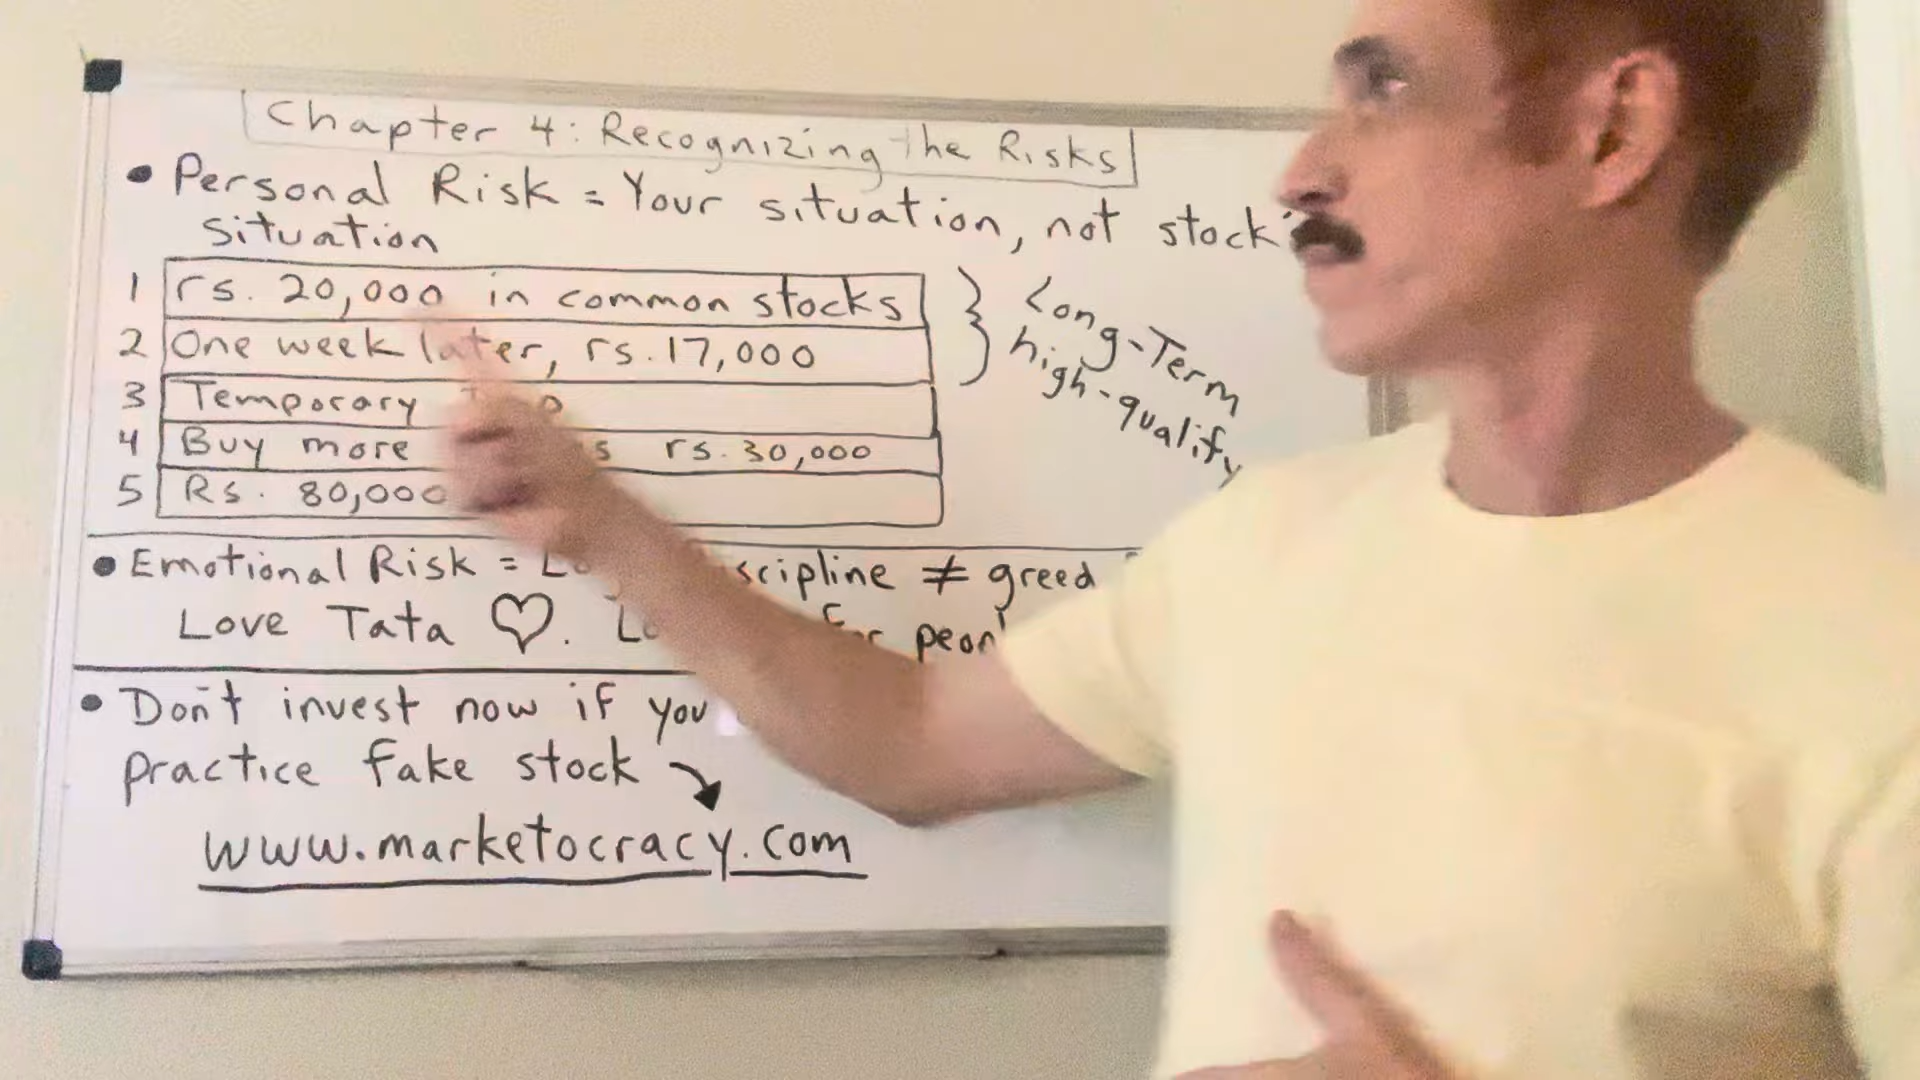 Chapter 4: Recognizing the Risks
• Personal Risk = Your situation, not stock
situation
1 rs. 20,000 in common stocks
2 One week later, rs. 17,000
3 Temporary
4 Buy more rs. 30,000
5 Rs. 80,000
Long-Term
high-quality
• Emotional Risk = ≠ greed
Love Tata ♡. for
• Don't invest now if you
practice fake stock →
www.marketocracy.com